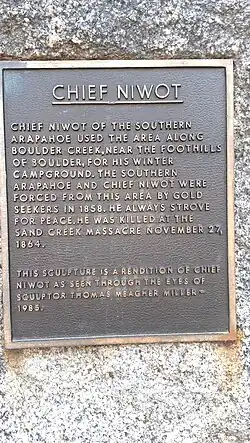 CHIEF NIWOT
CHIEF NIWOT OF THE SOUTHERN
ARAPAHOE USED THE AREA ALONG
BOULDER CREEK, NEAR THE FOOTHILLS
OF BOULDER, FOR HIS WINTER
CAMPGROUND. THE SOUTHERN
ARAPAHOE AND CHIEF NIWOT WERE
FORCED FROM THIS AREA BY GOLD
SEEKERS IN 1858. HE ALWAYS STROVE
FOR PEACE. HE WAS KILLED AT THE
SAND CREEK MASSACRE NOVEMBER 27,
1864.
THIS SCULPTURE IS A RENDITION OF CHIEF
NIWOT AS SEEN THROUGH THE EYES OF
SCULPTOR THOMAS MEAGHER MILLER ~
1985.